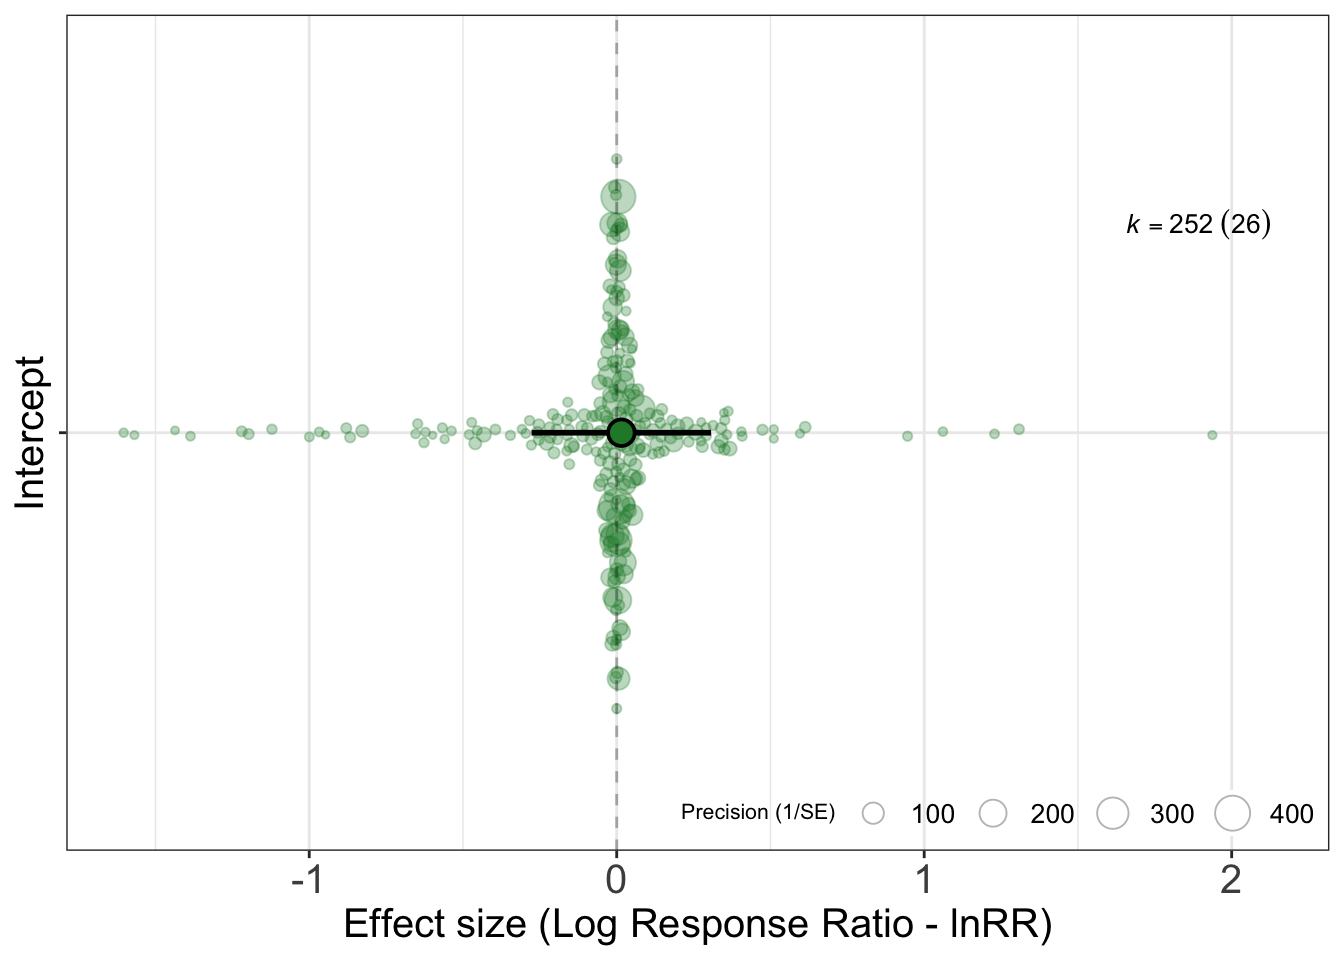 Intercept
k = 252 (26)
Precision (1/SE) 100 200 300 400
-1 0 1 2
Effect size (Log Response Ratio - lnRR)